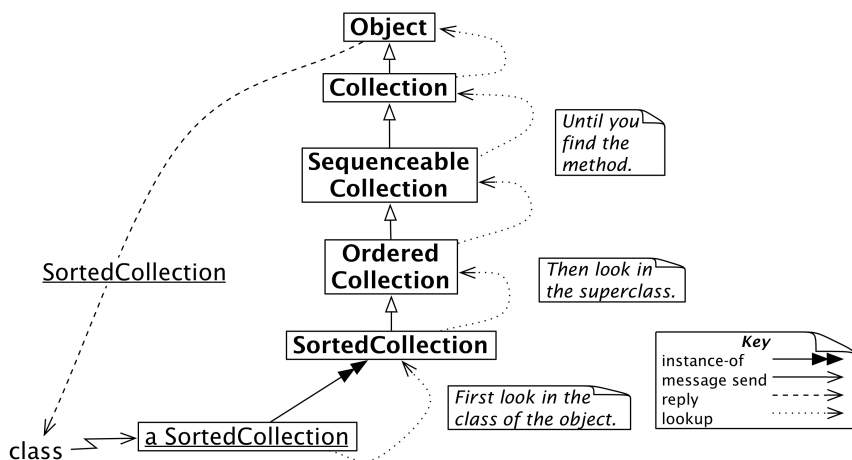 Object
Collection
Until you
find the
method.
Sequenceable
Collection
Ordered
Collection
SortedCollection
Then look in
the superclass.
SortedCollection
Key
instance-of
message send
reply
lookup
First look in the
class of the object.
a SortedCollection
class